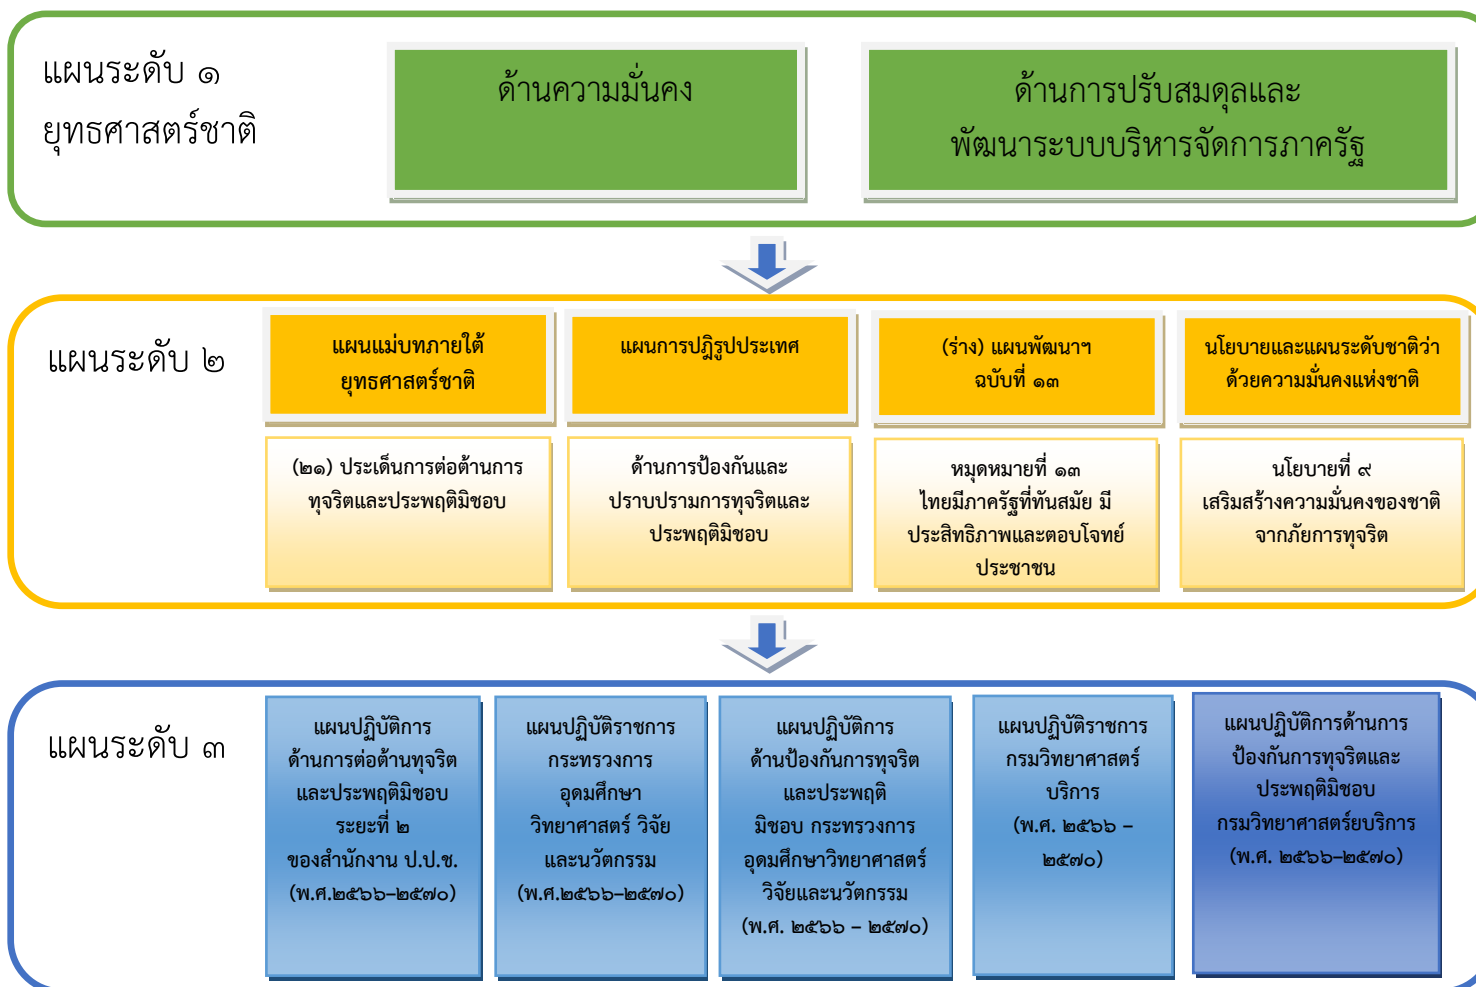 แผนระดับ ๑
ยุทธศาสตร์ชาติ
ด้านความมั่นคง
ด้านการปรับสมดุลและ
พัฒนาระบบบริหารจัดการภาครัฐ
แผนระดับ ๒
แผนแม่บทภายใต้
ยุทธศาสตร์ชาติ
แผนการปฎิรูปประเทศ
(ร่าง) แผนพัฒนาฯ
ฉบับที่ ๑๓
นโยบายและแผนระดับชาติว่า
ด้วยความมั่นคงแห่งชาติ
(๒๑) ประเด็นการต่อต้านการ
ทุจริตและประพฤติมิชอบ
ด้านการป้องกันและ
ปราบปรามการทุจริตและ
ประพฤติมิชอบ
หมุดหมายที่ ๑๓
ไทยมีภาครัฐที่ทันสมัย มี
ประสิทธิภาพและตอบโจทย์
ประชาชน
นโยบายที่ ๙
เสริมสร้างความมั่นคงของชาติ
จากภัยการทุจริต
แผนระดับ ๓
แผนปฏิบัติการ
ด้านการต่อต้านทุจริต
และประพฤติมิชอบ
ระยะที่ ๒
ของสำนักงาน ป.ป.ช.
(พ.ศ.๒๕๖๖–๒๕๗๐)
แผนปฏิบัติราชการ
กระทรวงการ
อุดมศึกษา
วิทยาศาสตร์ วิจัย
และนวัตกรรม
(พ.ศ.๒๕๖๖–๒๕๗๐)
แผนปฏิบัติการ
ด้านป้องกันการทุจริต
และประพฤติ
มิชอบ กระทรวงการ
อุดมศึกษาวิทยาศาสตร์
วิจัยและนวัตกรรม
(พ.ศ. ๒๕๖๖ – ๒๕๗๐)
แผนปฏิบัติราชการ
กรมวิทยาศาสตร์
บริการ
(พ.ศ. ๒๕๖๖ –
๒๕๗๐)
แผนปฏิบัติการด้านการ
ป้องกันการทุจริตและ
ประพฤติมิชอบ
กรมวิทยาศาสตร์ยบริการ
(พ.ศ. ๒๕๖๖–๒๕๗๐)